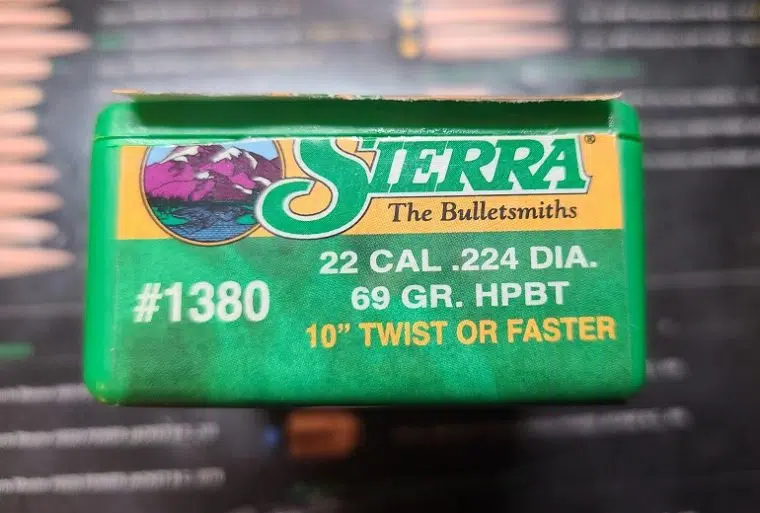 SIERRA®
The Bulletsmiths
22 CAL .224 DIA.
#1380
69 GR. HPBT
10” TWIST OR FASTER